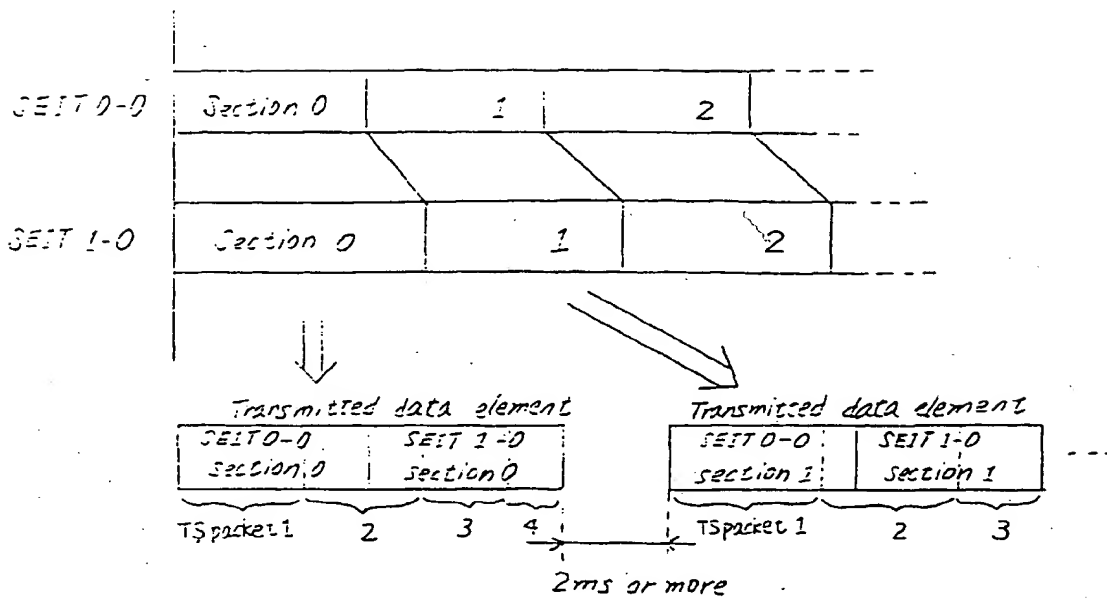 SEIT 0-0 Section 0 1 2
SEIT 1-0 Section 0 1 2
Transmitted data element Transmitted data element
SEIT 0-0 SEIT 1-0 SEIT 0-0 SEIT 1-0
section 0 section 0 section 1 section 1
TS packet 1 2 3 4 TS packet 1 2 3
2ms or more